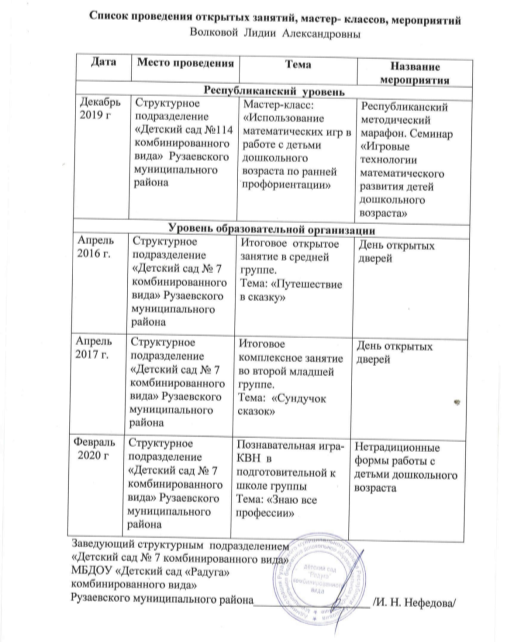 Список проведения открытых занятий, мастер- классов, мероприятий
Волковой Лидии Александровны
Дата
Место проведения
Тема
Название
мероприятия
Республиканский уровень
Декабрь
2019 г
Структурное
подразделение
«Детский сад №114
комбинированного
вида» Рузаевского
муниципального
района
Мастер-класс:
«Использование
математических игр в
работе с детьми
дошкольного
возраста по ранней
профориентации»
Республиканский
методический
марафон. Семинар
«Игровые
технологии
математического
развития детей
дошкольного
возраста»
Уровень образовательной организации
Апрель
2016 г.
Структурное
подразделение
«Детский сад № 7
комбинированного
вида» Рузаевского
муниципального
района
Итоговое открытое
занятие в средней
группе.
Тема: «Путешествие
в сказку»
День открытых
дверей
Апрель
2017 г.
Структурное
подразделение
«Детский сад № 7
комбинированного
вида» Рузаевского
муниципального
района
Итоговое
комплексное занятие
во второй младшей
группе.
Тема: «Сундучок
сказок»
День открытых
дверей
Февраль
2020 г
Структурное
подразделение
«Детский сад № 7
комбинированного
вида» Рузаевского
муниципального
района
Познавательная игра-
КВН в
подготовительной к
школе группы
Тема: «Знаю все
профессии»
Нетрадиционные
формы работы с
детьми дошкольного
возраста
Заведующий структурным подразделением
«Детский сад № 7 комбинированного вида»
МБДОУ «Детский сад «Радуга»
комбинированного вида»
Рузаевского муниципального района /И. Н. Нефедова/